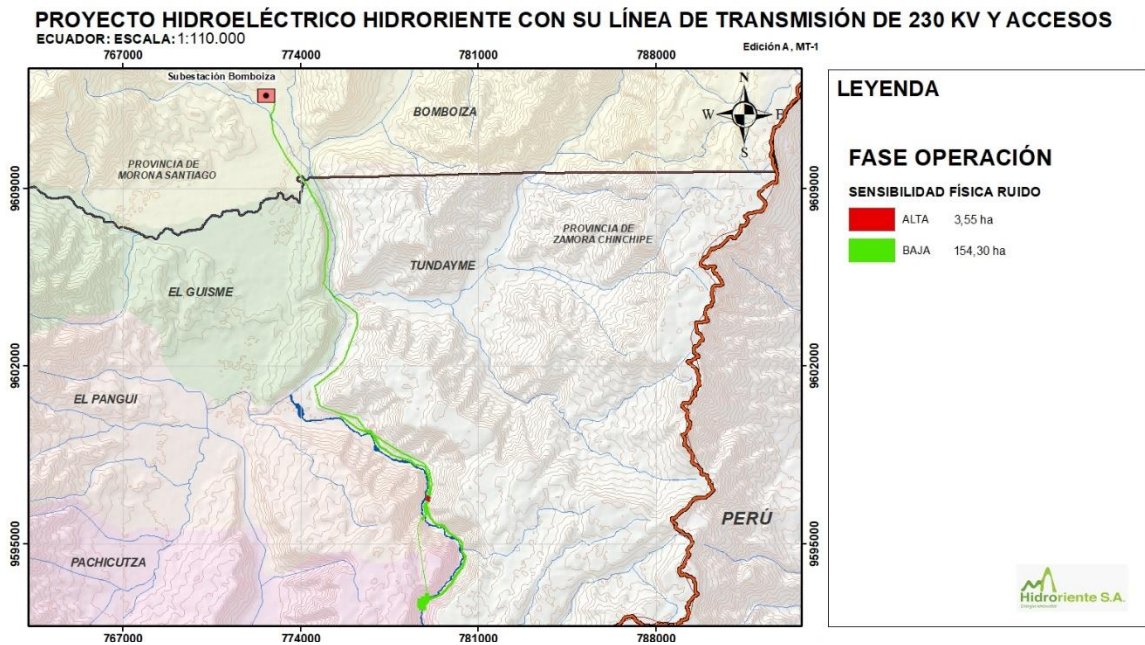 PROYECTO HIDROELÉCTRICO HIDRORIENTE CON SU LÍNEA DE TRANSMISIÓN DE 230 KV Y ACCESOS
ECUADOR: ESCALA: 1:110.000
Edición A, MT-1
767000 774000 781000 788000
Subestación Bomboiza
BOMBOIZA
N
W E
S
PROVINCIA DE
MORONA SANTIAGO
9609000 9609000
PROVINCIA DE
ZAMORA CHINCHIPE
TUNDAYME
EL GUISME
9602000 9602000
EL PANGUI
PERÚ
9595000 9595000
PACHICUTZA
767000 774000 781000 788000
LEYENDA
FASE OPERACIÓN
SENSIBILIDAD FÍSICA RUIDO
ALTA 3,55 ha
BAJA 154,30 ha
Hidroriente S.A.